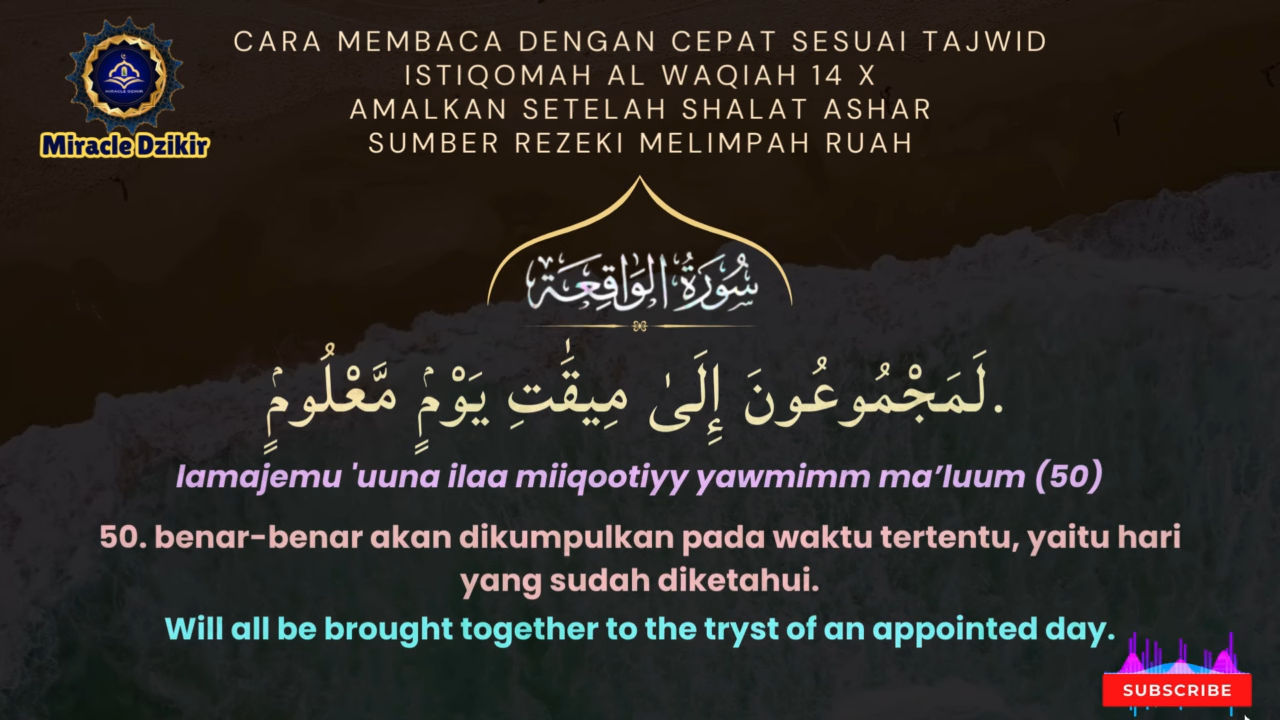 CARA MEMBACA DENGAN CEPAT SESUAI TAJWID
ISTIQOMAH AL WAQIAH 14 X
AMALKAN SETELAH SHALAT ASHAR
SUMBER REZEKI MELIMPAH RUAH
MIRACLE DZIKIR
Miracle Dzikir
سُورَةُ الوَاقِعَة
لَمَجْمُوعُونَ إِلَىٰ مِيقَٰتِ يَوْمٍۢ مَّعْلُومٍۢ.
lamajemu 'uuna ilaa miiqootiyy yawmimm ma’luum (50)
50. benar-benar akan dikumpulkan pada waktu tertentu, yaitu hari
yang sudah diketahui.
Will all be brought together to the tryst of an appointed day.
SUBSCRIBE